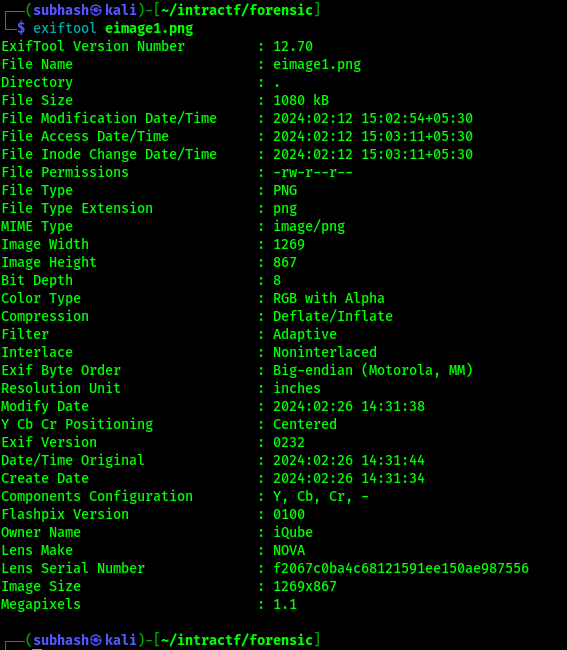 ┌──(subhash㉿kali)-[~/intractf/forensic]
└─$ exiftool eimage1.png
ExifTool Version Number         : 12.70
File Name                       : eimage1.png
Directory                       : .
File Size                       : 1080 kB
File Modification Date/Time     : 2024:02:12 15:02:54+05:30
File Access Date/Time           : 2024:02:12 15:03:11+05:30
File Inode Change Date/Time     : 2024:02:12 15:03:11+05:30
File Permissions                : -rw-r--r--
File Type                       : PNG
File Type Extension             : png
MIME Type                       : image/png
Image Width                     : 1269
Image Height                    : 867
Bit Depth                       : 8
Color Type                      : RGB with Alpha
Compression                     : Deflate/Inflate
Filter                          : Adaptive
Interlace                       : Noninterlaced
Exif Byte Order                 : Big-endian (Motorola, MM)
Resolution Unit                 : inches
Modify Date                     : 2024:02:26 14:31:38
Y Cb Cr Positioning             : Centered
Exif Version                    : 0232
Date/Time Original              : 2024:02:26 14:31:44
Create Date                     : 2024:02:26 14:31:34
Components Configuration        : Y, Cb, Cr, -
Flashpix Version                : 0100
Owner Name                      : iQube
Lens Make                       : NOVA
Lens Serial Number              : f2067c0ba4c68121591ee150ae987556
Image Size                      : 1269x867
Megapixels                      : 1.1
┌──(subhash㉿kali)-[~/intractf/forensic]